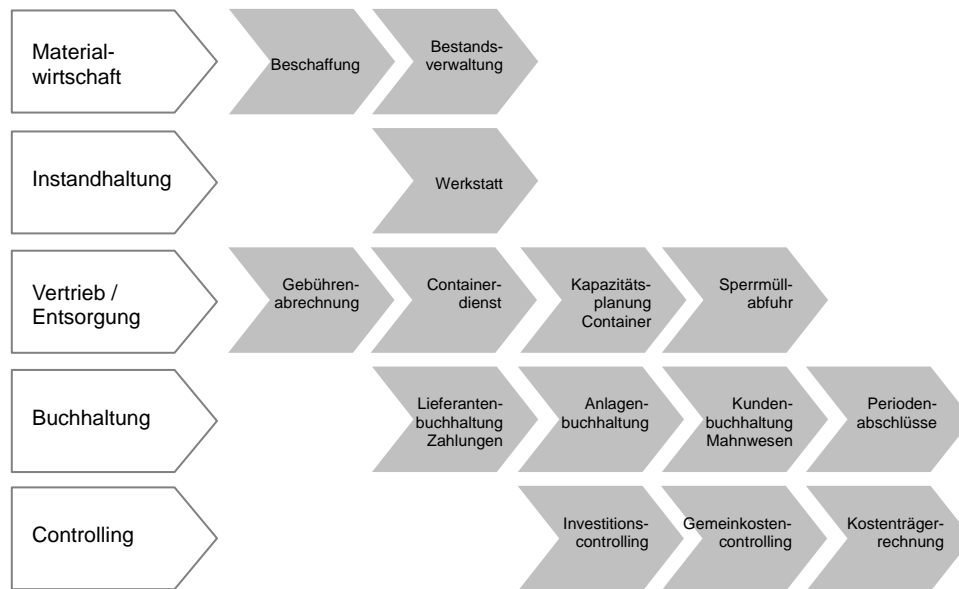 Material-
wirtschaft
Beschaffung
Bestands-
verwaltung
Instandhaltung
Werkstatt
Vertrieb /
Entsorgung
Gebühren-
abrechnung
Container-
dienst
Kapazitäts-
planung
Container
Sperrmüll-
abfuhr
Buchhaltung
Lieferanten-
buchhaltung
Zahlungen
Anlagen-
buchhaltung
Kunden-
buchhaltung
Mahnwesen
Perioden-
abschlüsse
Controlling
Investitions-
controlling
Gemeinkosten-
controlling
Kostenträger-
rechnung